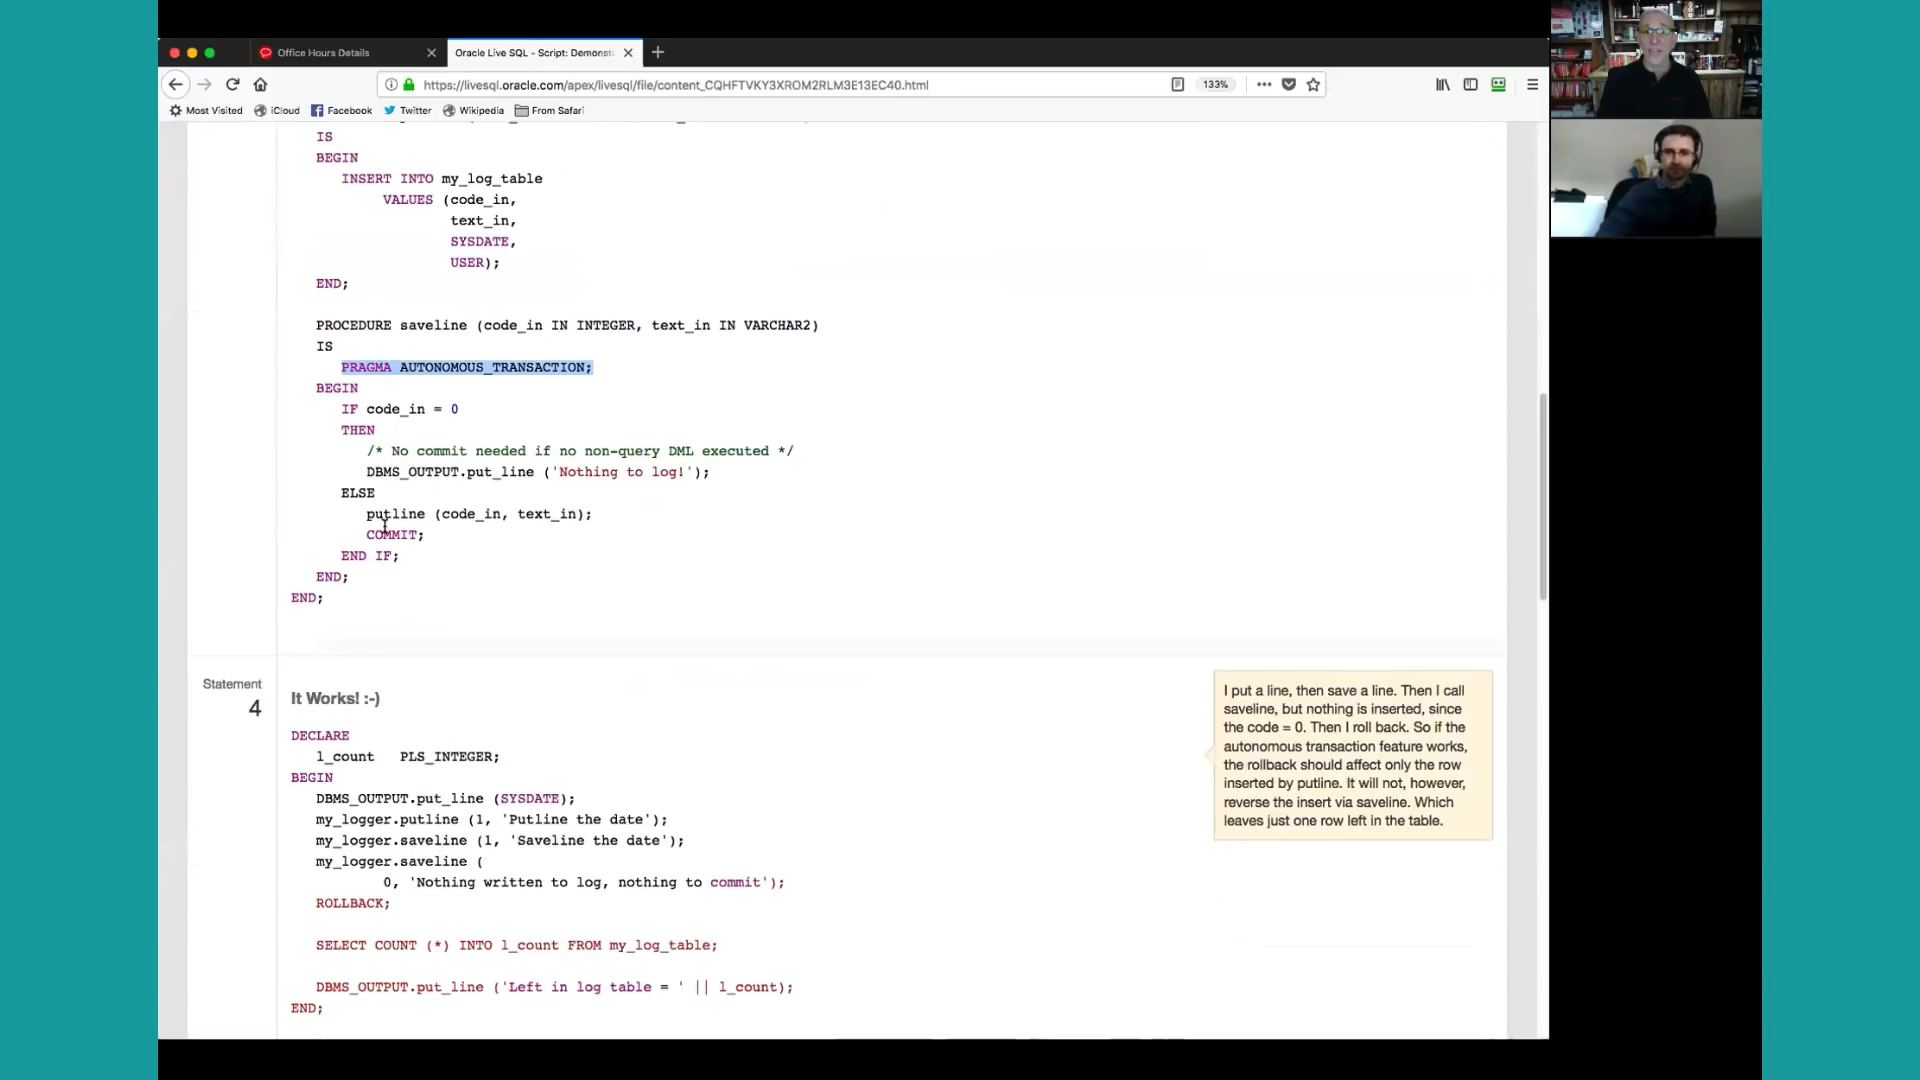 Office Hours Details
Oracle Live SQL - Script: Demonst
https://livesql.oracle.com/apex/livesql/file/content_CQHFTVKY3XROM2RLM3E13EC40.html
133%
Most Visited
iCloud
Facebook
Twitter
Wikipedia
From Safari
IS
BEGIN
INSERT INTO my_log_table
VALUES (code_in,
text_in,
SYSDATE,
USER);
END;
PROCEDURE saveline (code_in IN INTEGER, text_in IN VARCHAR2)
IS
PRAGMA AUTONOMOUS_TRANSACTION;
BEGIN
IF code_in = 0
THEN
/* No commit needed if no non-query DML executed */
DBMS_OUTPUT.put_line ('Nothing to log!');
ELSE
putline (code_in, text_in);
COMMIT;
END IF;
END;
END;
Statement
4
It Works! :-)
DECLARE
l_count PLS_INTEGER;
BEGIN
DBMS_OUTPUT.put_line (SYSDATE);
my_logger.putline (1, 'Putline the date');
my_logger.saveline (1, 'Saveline the date');
my_logger.saveline (
0, 'Nothing written to log, nothing to commit');
ROLLBACK;
SELECT COUNT (*) INTO l_count FROM my_log_table;
DBMS_OUTPUT.put_line ('Left in log table = ' || l_count);
END;
I put a line, then save a line. Then I call
saveline, but nothing is inserted, since
the code = 0. Then I roll back. So if the
autonomous transaction feature works,
the rollback should affect only the row
inserted by putline. It will not, however,
reverse the insert via saveline. Which
leaves just one row left in the table.